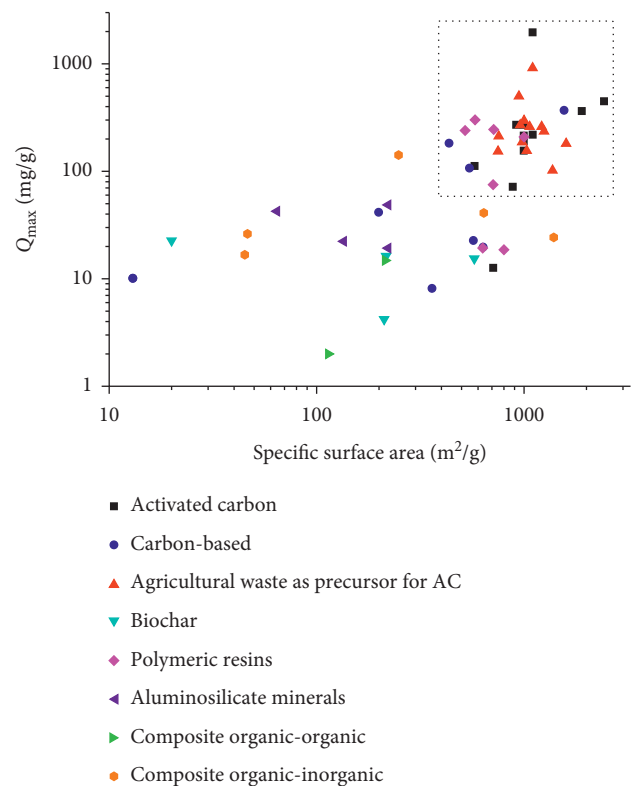 1000
100
10
1
Q_max (mg/g)
10
100
1000
Specific surface area (m²/g)
Activated carbon
Carbon-based
Agricultural waste as precursor for AC
Biochar
Polymeric resins
Aluminosilicate minerals
Composite organic-organic
Composite organic-inorganic